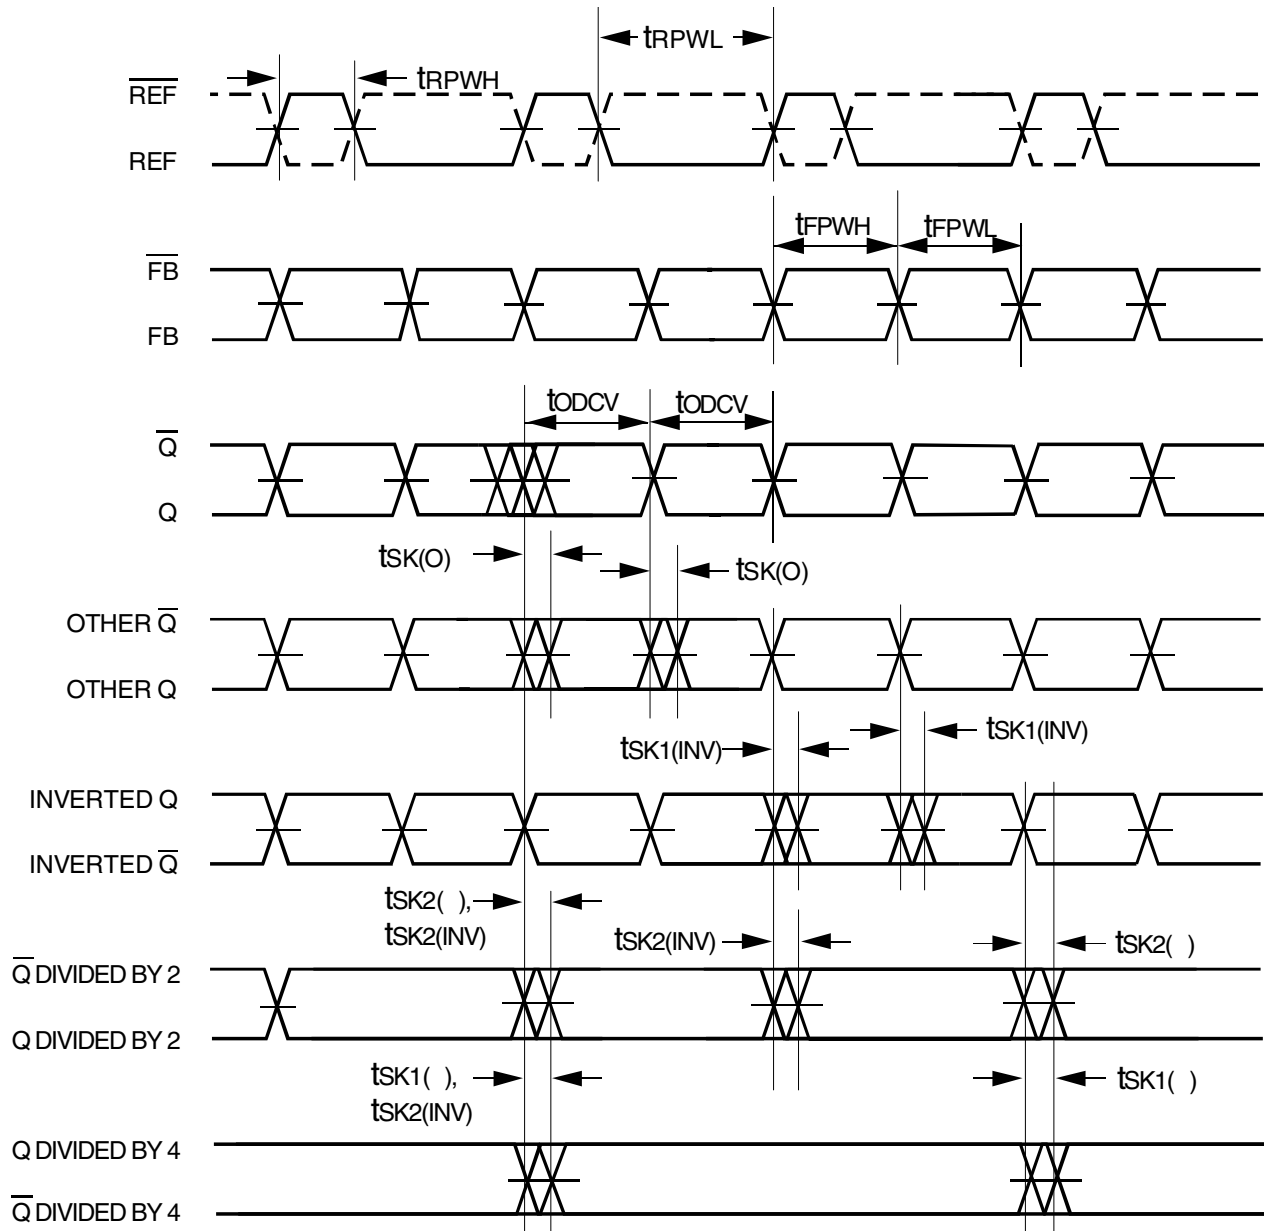 tRPWL
tRPWH
R̅E̅F̅
REF
tFPWH
tFPWL
F̅B̅
FB
tODCV
tODCV
Q̅
Q
tSK(O)
tSK(O)
OTHER Q̅
OTHER Q
tSK1(INV)
tSK1(INV)
INVERTED Q
INVERTED Q̅
tSK2( ),
tSK2(INV)
tSK2(INV)
tSK2( )
Q̅ DIVIDED BY 2
Q DIVIDED BY 2
tSK1( ),
tSK2(INV)
tSK1( )
Q DIVIDED BY 4
Q̅ DIVIDED BY 4